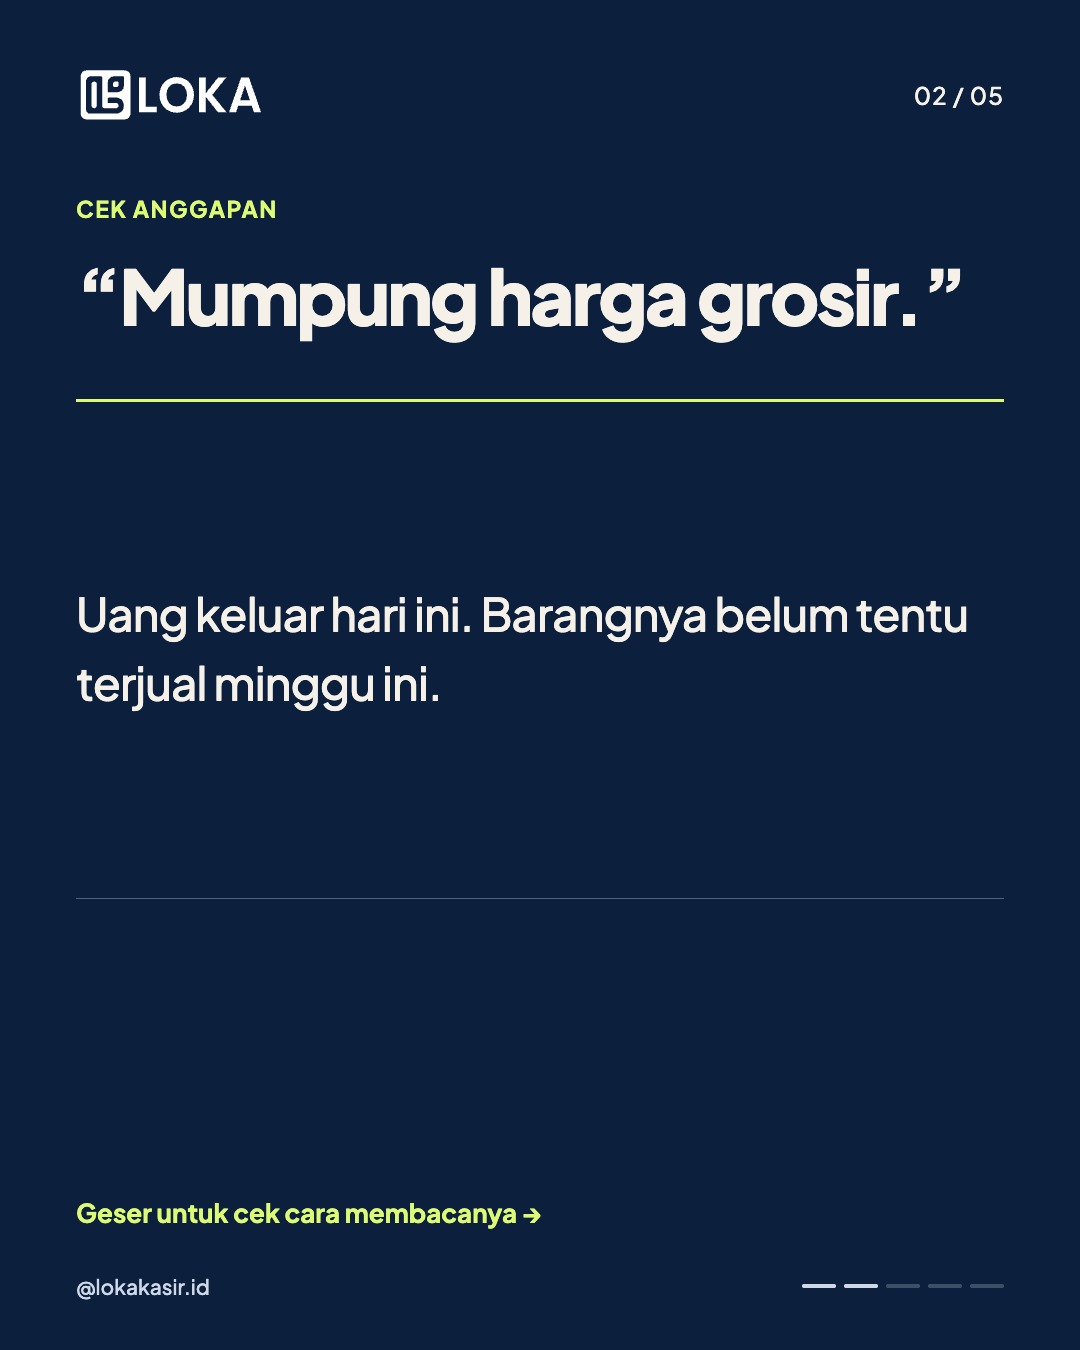 LOKA
02 / 05
CEK ANGGAPAN
“Mumpung harga grosir.”
Uang keluar hari ini. Barangnya belum tentu
terjual minggu ini.
Geser untuk cek cara membacanya →
@lokakasir.id